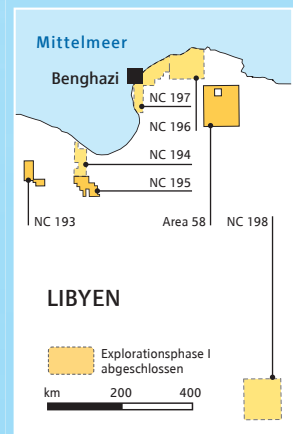 Mittelmeer
Benghazi
NC 197
NC 196
NC 194
NC 195
NC 193
Area 58
NC 198
LIBYEN
Explorationsphase I
abgeschlossen
km 200 400